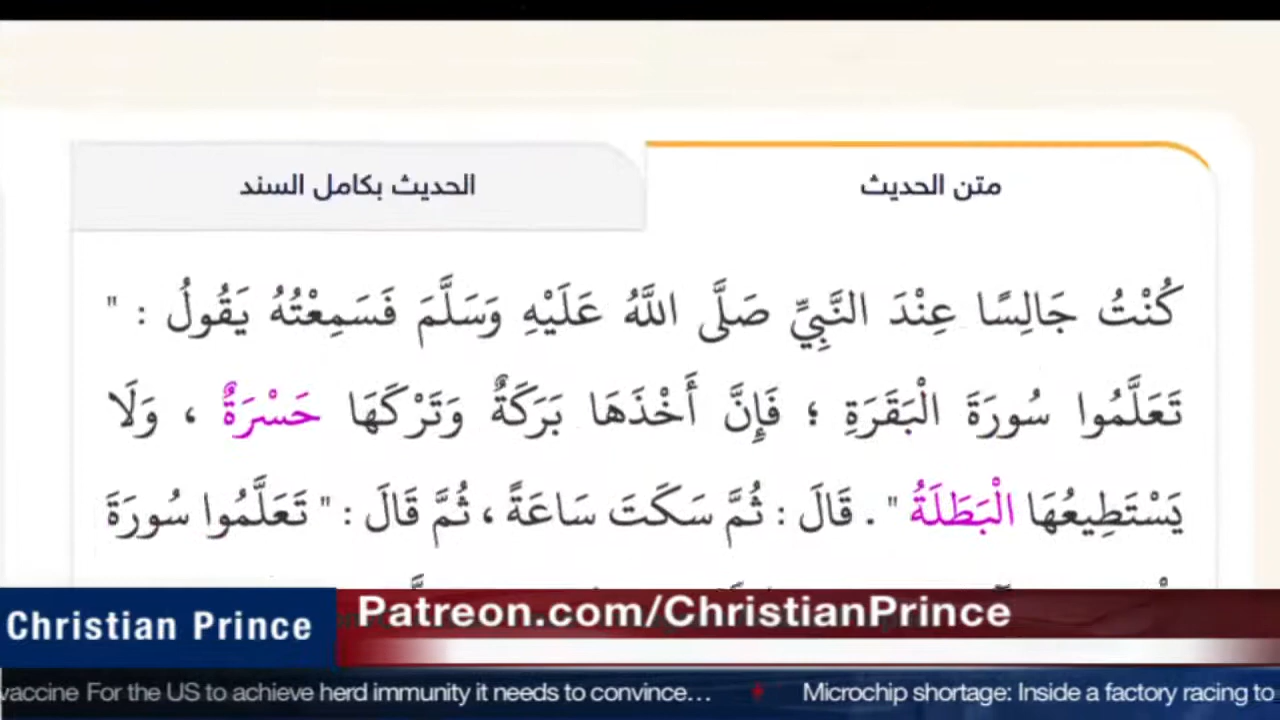 متن الحديث
الحديث بكامل السند
كُنْتُ جَالِسًا عِنْدَ النَّبِيِّ صَلَّى اللَّهُ عَلَيْهِ وَسَلَّمَ فَسَمِعْتُهُ يَقُولُ : "
تَعَلَّمُوا سُورَةَ الْبَقَرَةِ ؛ فَإِنَّ أَخْذَهَا بَرَكَةٌ وَتَرْكَهَا حَسْرَةٌ ، وَلَا
يَسْتَطِيعُهَا الْبَطَلَةُ " . قَالَ : ثُمَّ سَكَتَ سَاعَةً ، ثُمَّ قَالَ : " تَعَلَّمُوا سُورَةَ
Christian Prince
Patreon.com/ChristianPrince
vaccine For the US to achieve herd immunity it needs to convince... Microchip shortage: Inside a factory racing to